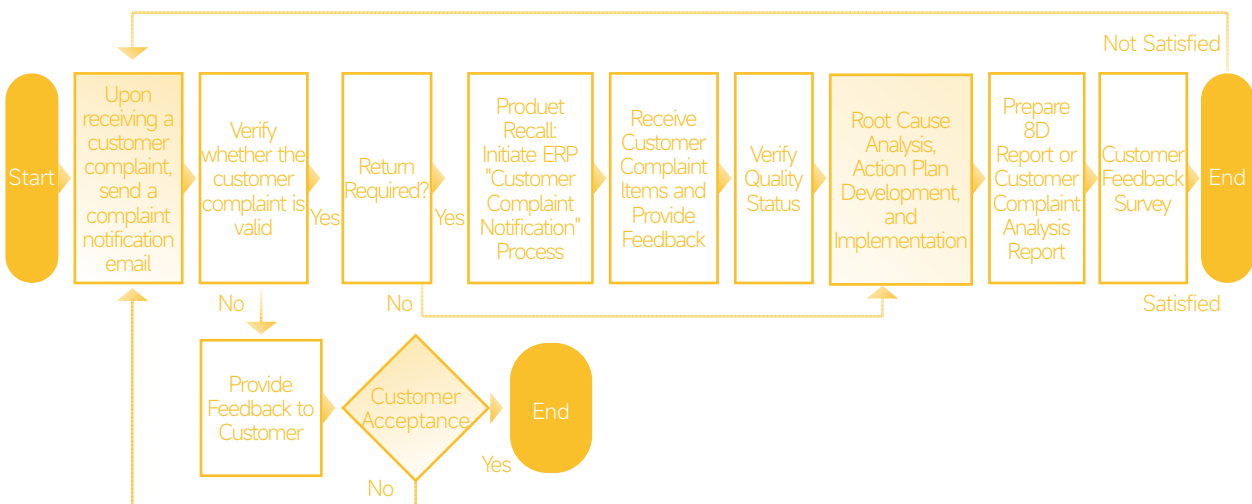 Not Satisfied
Start
Upon
receiving a
customer
complaint,
send a
complaint
notification
email
Verify
whether the
customer
complaint is
valid
Yes
Return
Required?
Yes
Produet
Recall:
Initiate ERP
"Customer
Complaint
Notification"
Process
Receive
Customer
Complaint
Items and
Provide
Feedback
Verify
Quality
Status
Root Cause
Analysis,
Action Plan
Development,
and
Implementation
Prepare
8D
Report or
Customer
Complaint
Analysis
Report
Customer
Feedback
Survey
End
No
No
Satisfied
Provide
Feedback to
Customer
Customer
Acceptance
End
Yes
No